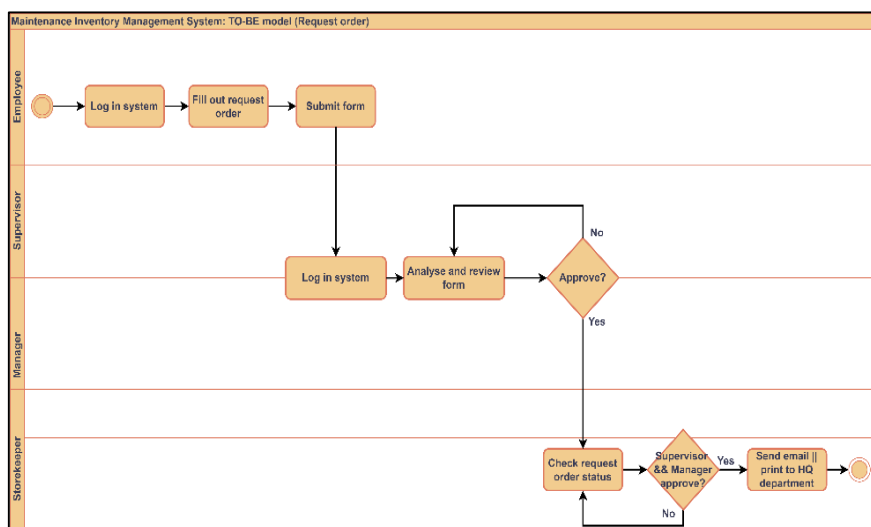 Maintenance Inventory Management System: TO-BE model (Request order)
Employee
Log in system
Fill out request
order
Submit form
Supervisor
No
Log in system
Analyse and review
form
Approve?
Yes
Manager
Storekeeper
Check request
order status
Supervisor
&& Manager
approve?
Yes
Send email ||
print to HQ
department
No